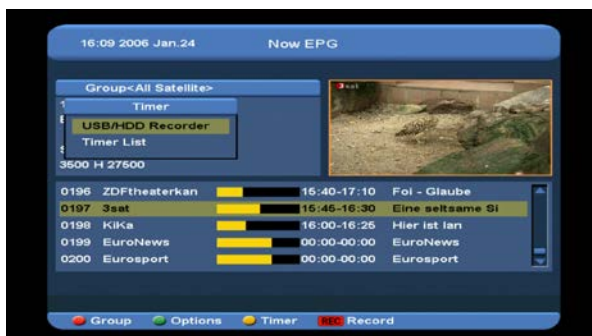 16:09 2006 Jan.24 Now EPG
Group<All Satellite>
3sat
Timer
USB/HDD Recorder
Timer List
3500 H 27500
0196 ZDFtheaterkan 15:40-17:10 Foi - Glaube
0197 3sat 15:45-16:30 Eine seltsame Si
0198 KiKa 16:00-16:25 Hier ist Ian
0199 EuroNews 00:00-00:00 EuroNews
0200 Eurosport 00:00-00:00 Eurosport
Group Options Timer REC Record